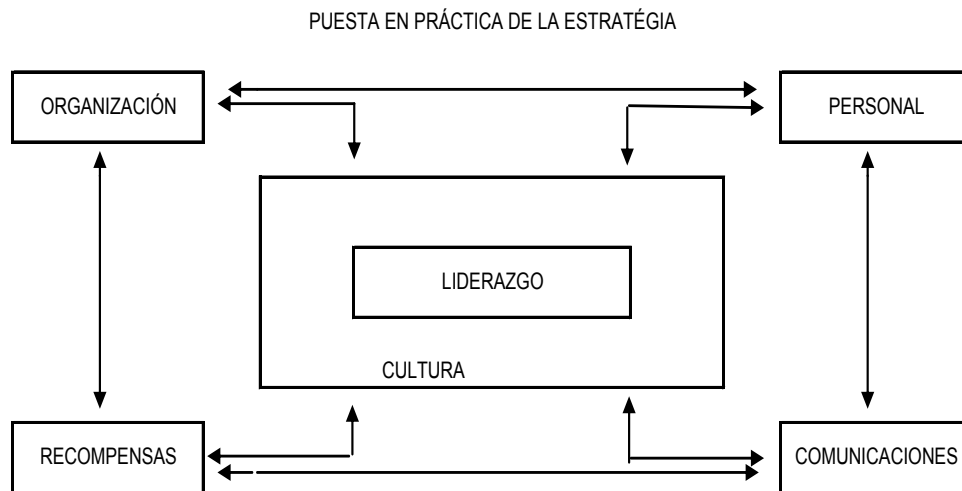 PUESTA EN PRÁCTICA DE LA ESTRATÉGIA
ORGANIZACIÓN
PERSONAL
LIDERAZGO
CULTURA
RECOMPENSAS
COMUNICACIONES